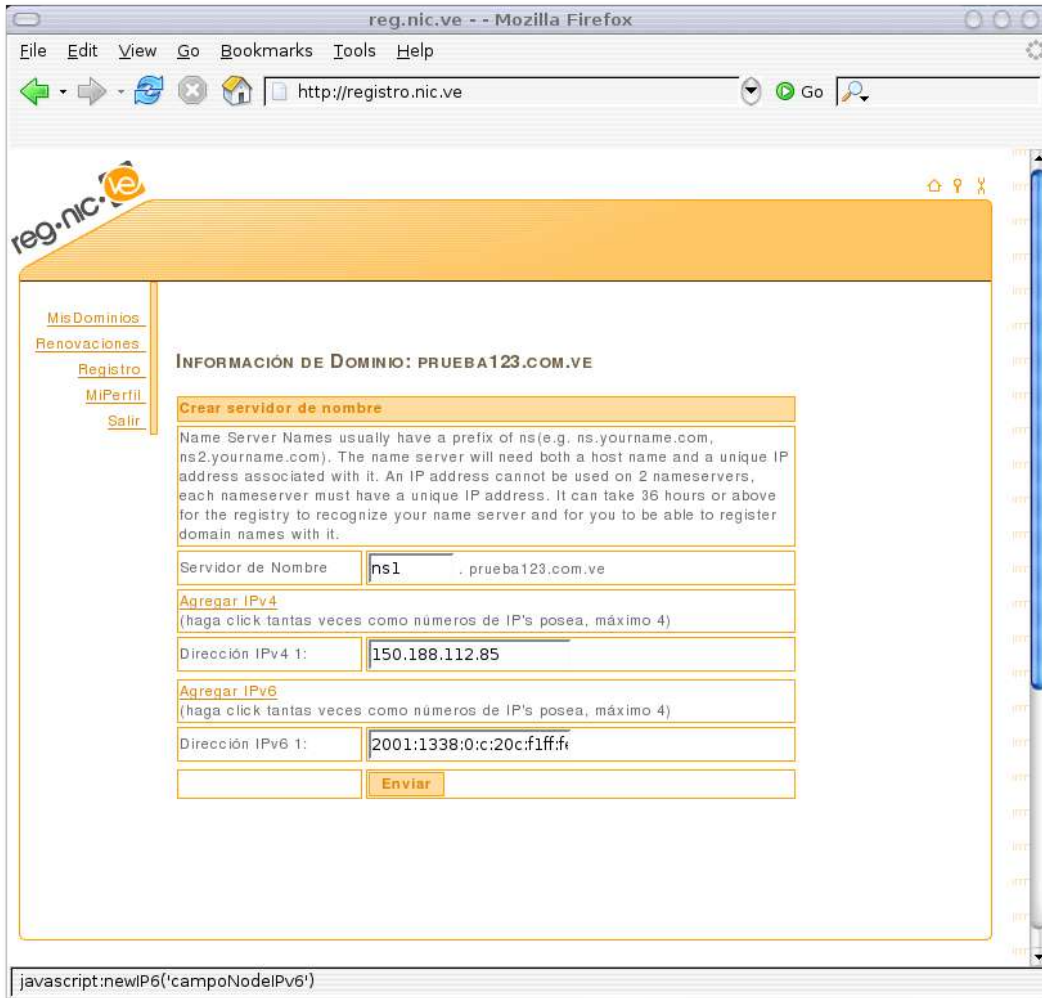 reg.nic.ve - - Mozilla Firefox
File Edit View Go Bookmarks Tools Help
http://registro.nic.ve
Go
reg.nic.ve
MisDominios
Renovaciones
Registro
MiPerfil
Salir
INFORMACIÓN DE DOMINIO: PRUEBA123.COM.VE
Crear servidor de nombre
Name Server Names usually have a prefix of ns(e.g. ns.yourname.com,
ns2.yourname.com). The name server will need both a host name and a unique IP
address associated with it. An IP address cannot be used on 2 nameservers,
each nameserver must have a unique IP address. It can take 36 hours or above
for the registry to recognize your name server and for you to be able to register
domain names with it.
Servidor de Nombre ns1 . prueba123.com.ve
Agregar IPv4
(haga click tantas veces como números de IP's posea, máximo 4)
Dirección IPv4 1: 150.188.112.85
Agregar IPv6
(haga click tantas veces como números de IP's posea, máximo 4)
Dirección IPv6 1: 2001:1338:0:c:20c:f1ff:f
Enviar
javascript:newIP6('campoNodeIPv6')